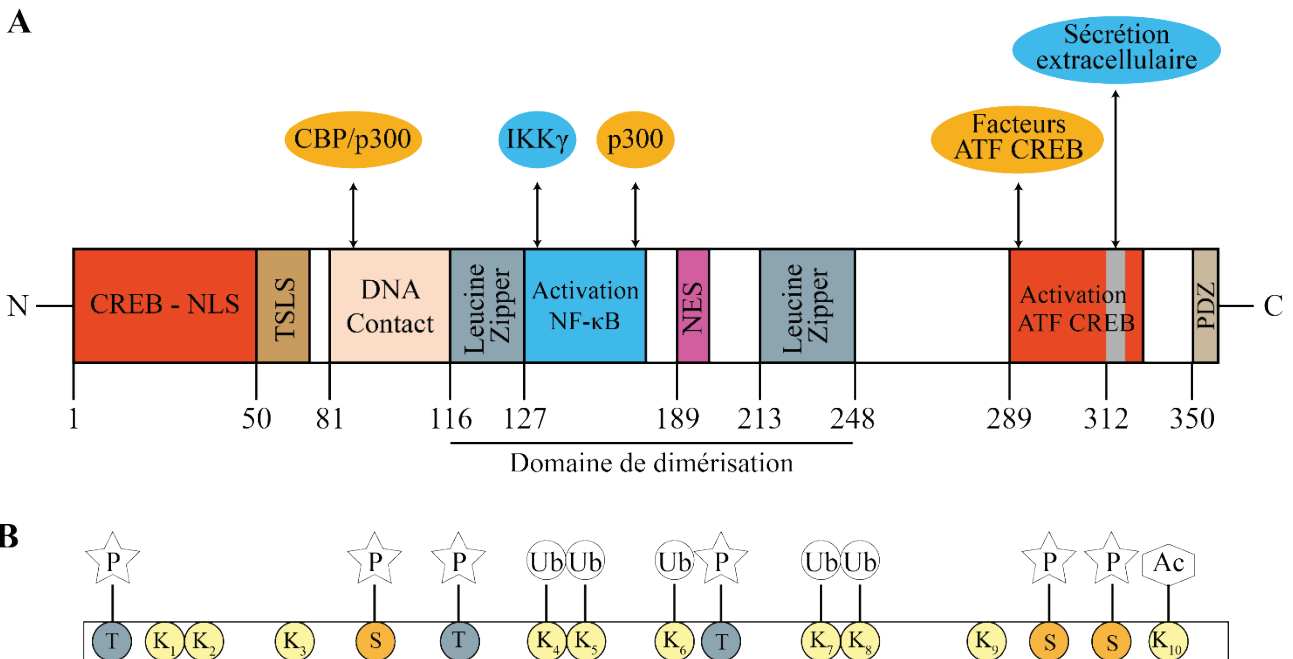 A
Sécrétion
extracellulaire
CBP/p300
IKKγ
p300
Facteurs
ATF CREB
N
CREB - NLS
TSLS
DNA
Contact
Leucine
Zipper
Activation
NF-κB
NES
Leucine
Zipper
Activation
ATF CREB
PDZ
C
1
50
81
116
127
189
213
248
289
312
350
Domaine de dimérisation
B
P
P
P
Ub
Ub
Ub
P
Ub
Ub
P
P
Ac
T
K1
K2
K3
S
T
K4
K5
K6
T
K7
K8
K9
S
S
K10